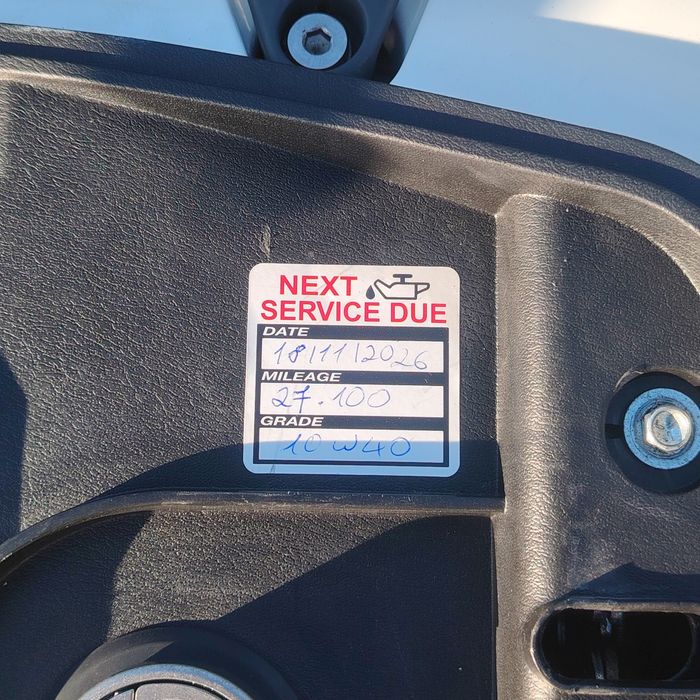 NEXT
SERVICE DUE
DATE
18/11/2026
MILEAGE
27.100
GRADE
10W40